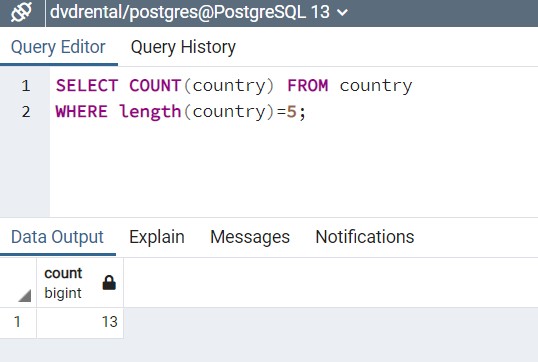 dvdrental/postgres@PostgreSQL 13
Query Editor Query History
1 SELECT COUNT(country) FROM country
2 WHERE length(country)=5;
Data Output Explain Messages Notifications
count
bigint
1 13